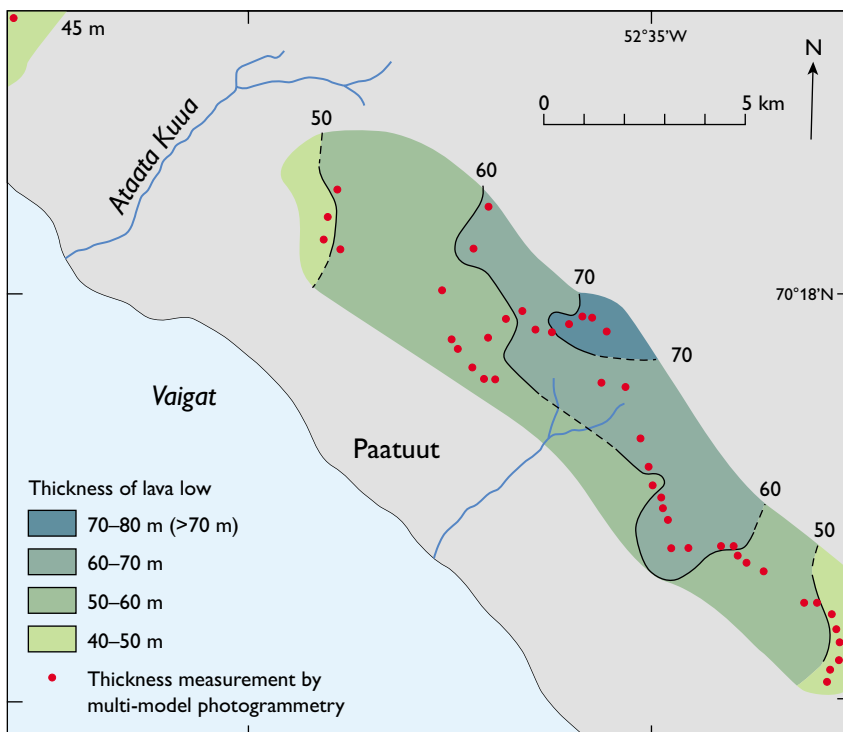 45 m
52°35'W
N
0 5 km
Ataata Kuua
50
60
70
70°18'N
70
Vaigat
Paatuut
60
50
Thickness of lava low
70–80 m (>70 m)
60–70 m
50–60 m
40–50 m
Thickness measurement by
multi-model photogrammetry